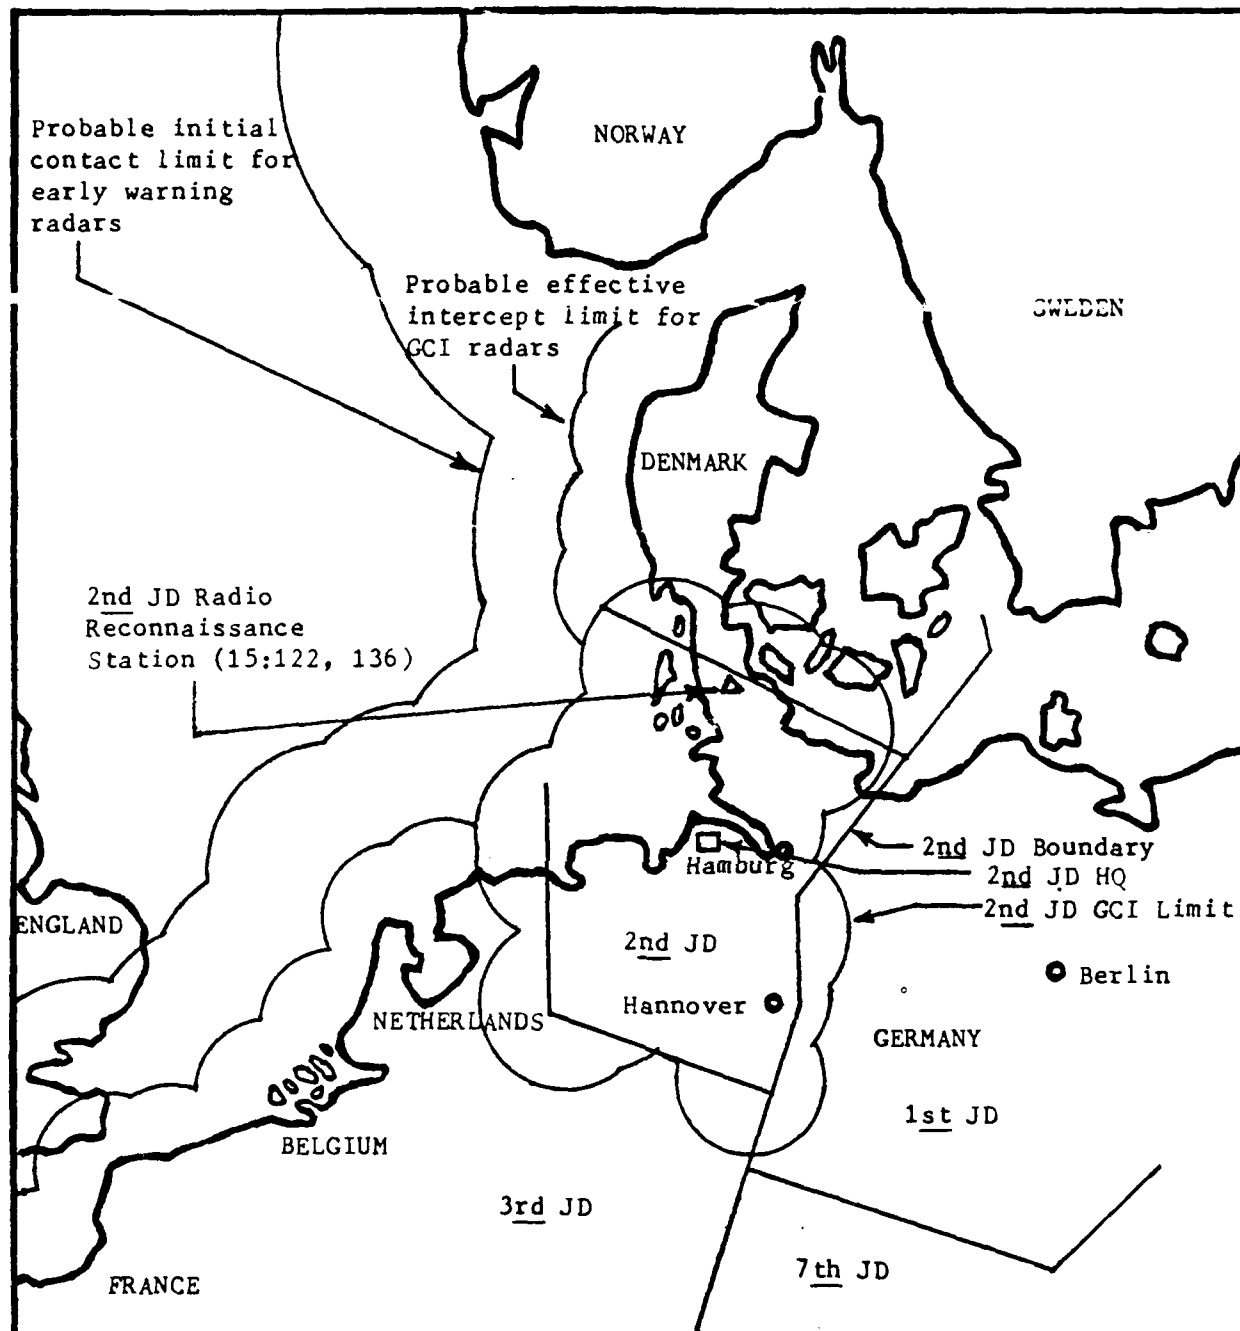 Probable initial
contact limit for
early warning
radars
NORWAY
Probable effective
intercept limit for
GCI radars
SWEDEN
DENMARK
2nd JD Radio
Reconnaissance
Station (15:122, 136)
2nd JD Boundary
Hamburg
2nd JD HQ
2nd JD GCI Limit
ENGLAND
2nd JD
Berlin
Hannover
NETHERLANDS
GERMANY
1st JD
BELGIUM
3rd JD
7th JD
FRANCE